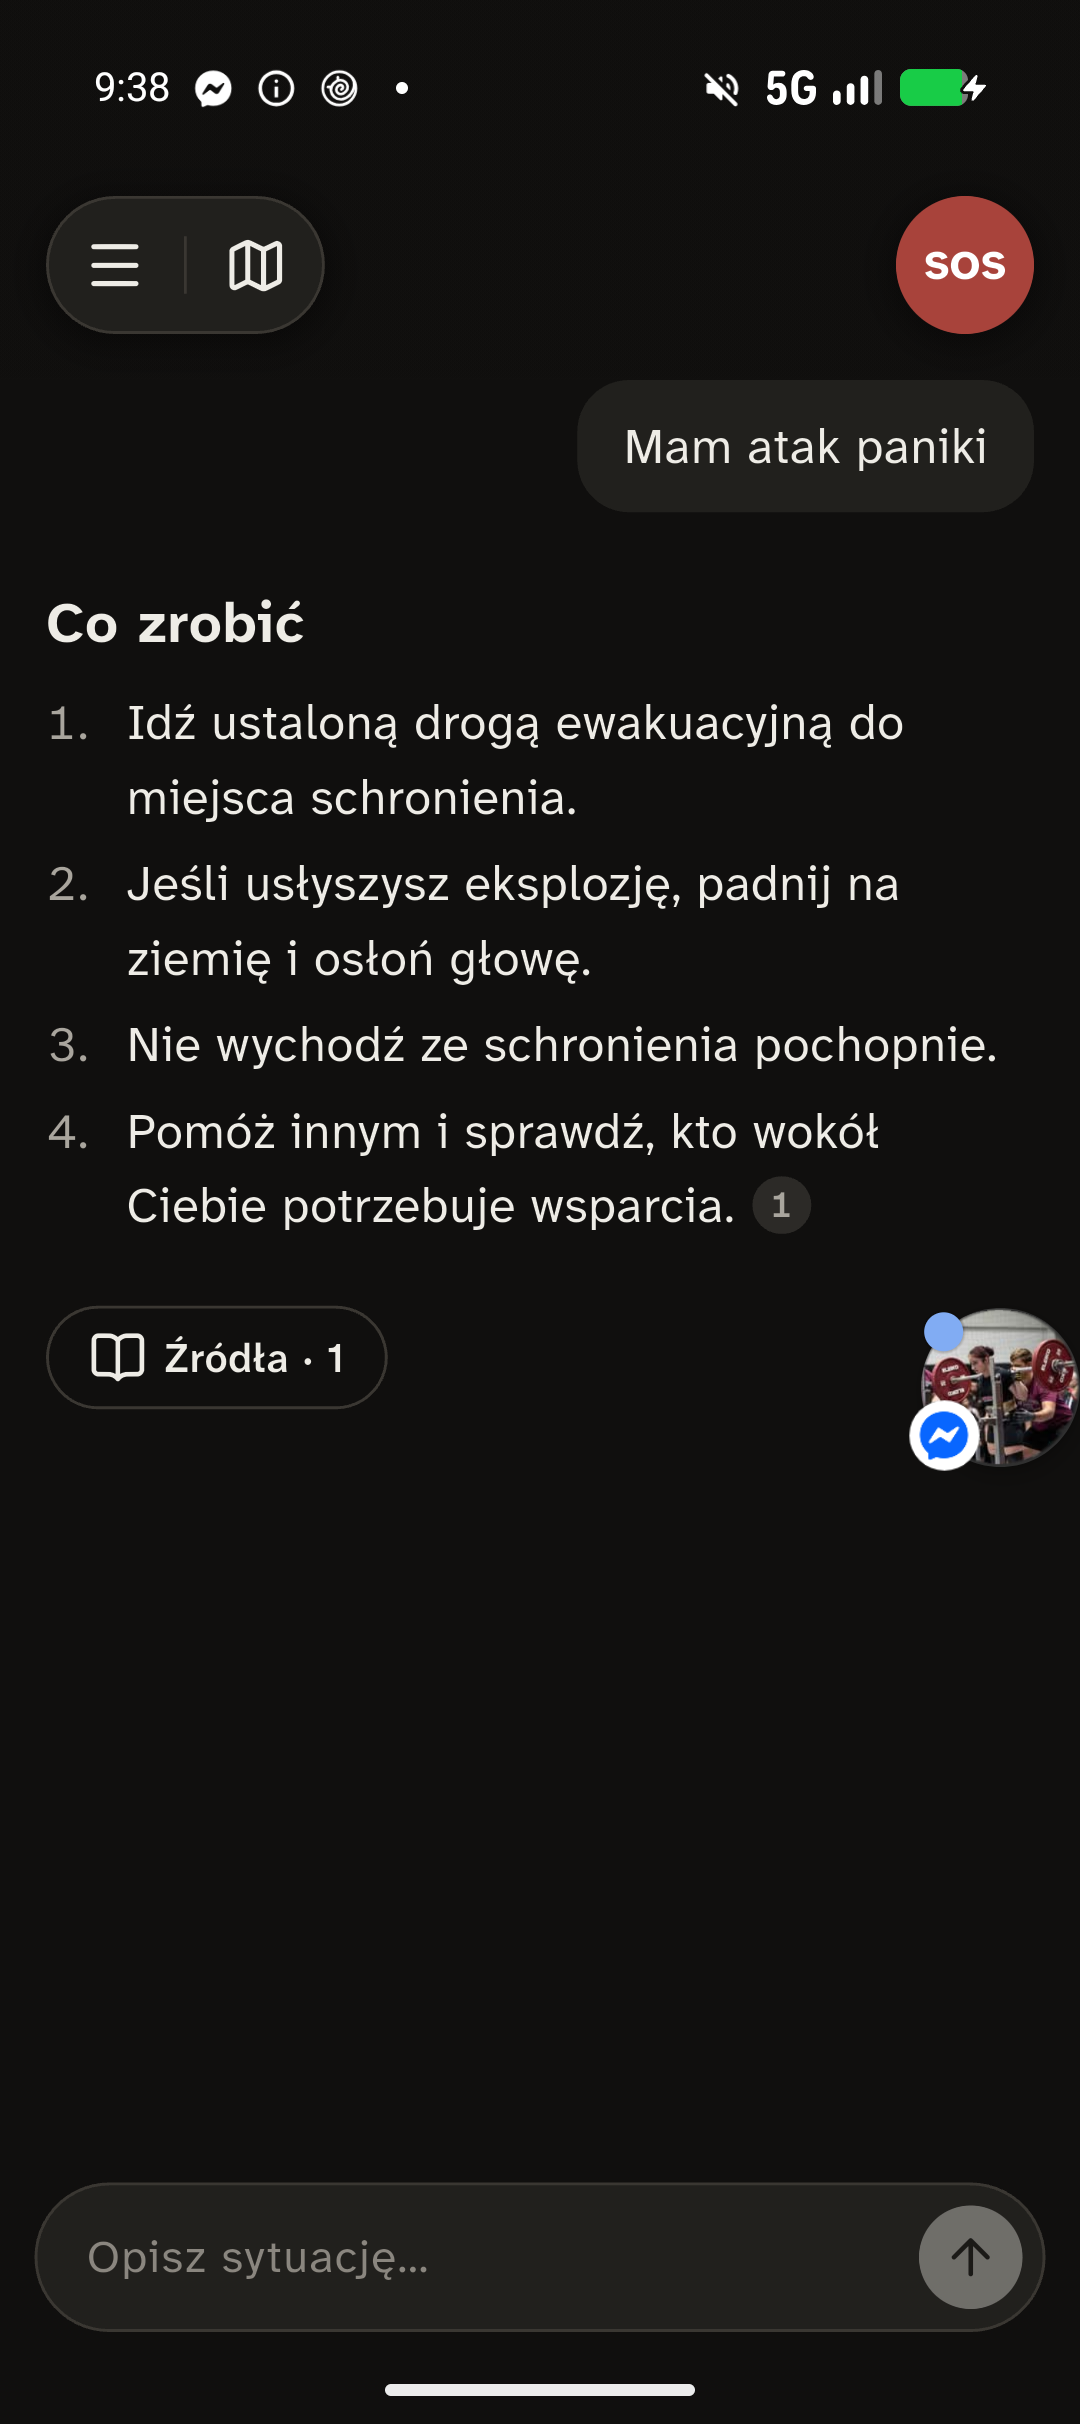 9:38
5G
SOS
Mam atak paniki
Co zrobić
1. Idź ustaloną drogą ewakuacyjną do
miejsca schronienia.
2. Jeśli usłyszysz eksplozję, padnij na
ziemię i osłoń głowę.
3. Nie wychodź ze schronienia pochopnie.
4. Pomóż innym i sprawdź, kto wokół
Ciebie potrzebuje wsparcia. 1
Źródła · 1
Opisz sytuację...